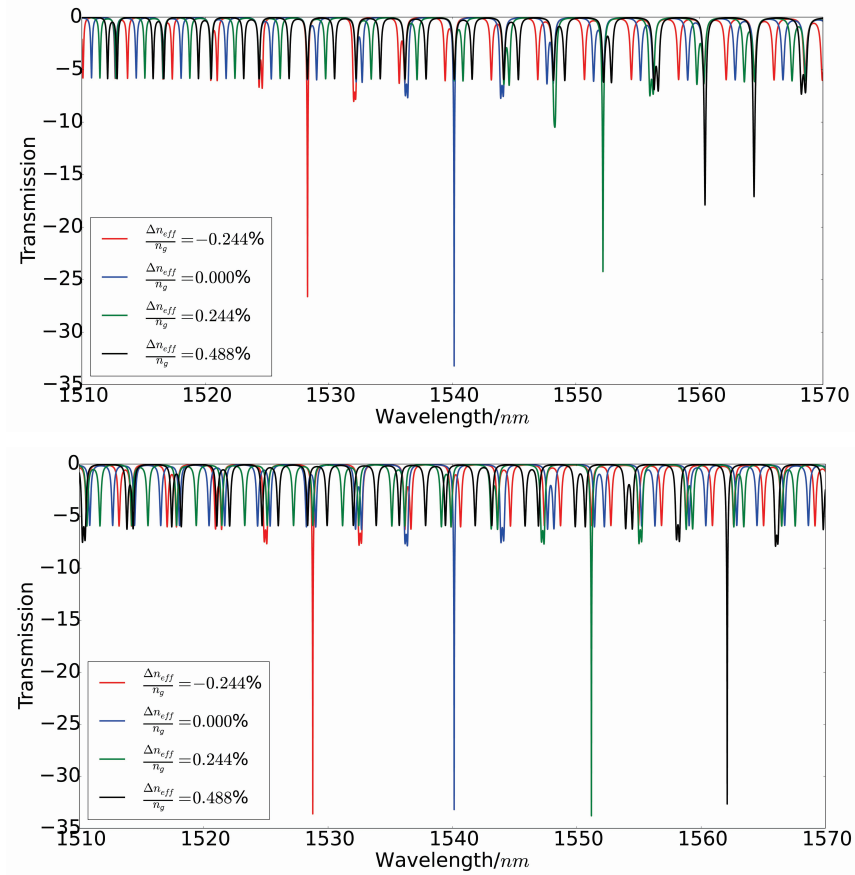 0
−5
−10
−15
−20
−25
−30
−35
Transmission
Δn_eff/n_g =−0.244%
Δn_eff/n_g =0.000%
Δn_eff/n_g =0.244%
Δn_eff/n_g =0.488%
1510 1520 1530 1540 1550 1560 1570
Wavelength/nm
0
−5
−10
−15
−20
−25
−30
−35
Transmission
Δn_eff/n_g =−0.244%
Δn_eff/n_g =0.000%
Δn_eff/n_g =0.244%
Δn_eff/n_g =0.488%
1510 1520 1530 1540 1550 1560 1570
Wavelength/nm